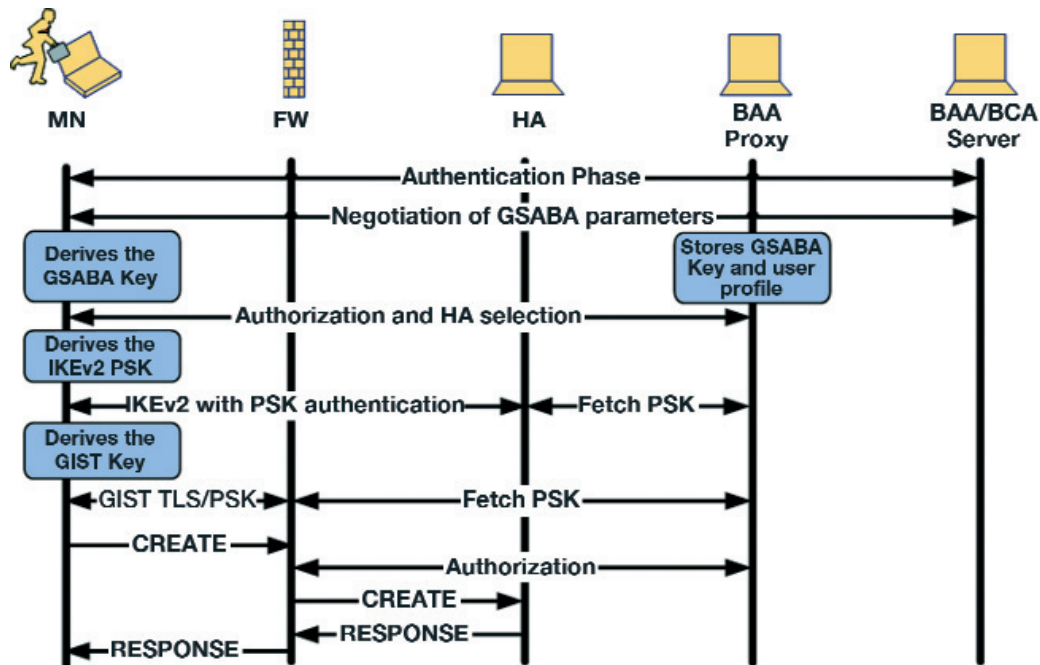 MN
FW
HA
BAA
Proxy
BAA/BCA
Server
Authentication Phase
Negotiation of GSABA parameters
Derives the
GSABA Key
Stores GSABA
Key and user
profile
Authorization and HA selection
Derives the
IKEv2 PSK
IKEv2 with PSK authentication
Fetch PSK
Derives the
GIST Key
GIST TLS/PSK
Fetch PSK
CREATE
Authorization
CREATE
RESPONSE
RESPONSE